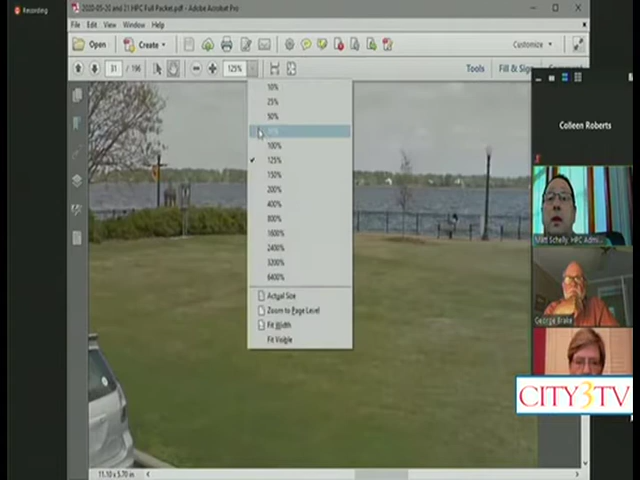 Recording
2020-05-20 and 21 HPC Full Packet.pdf - Adobe Acrobat Pro
File Edit View Window Help
Open Create Customize
31 / 196 125% Tools Fill & Sign Comment
10%
25%
50%
75%
100%
125%
150%
200%
400%
800%
1600%
2400%
3200%
6400%
Actual Size
Zoom to Page Level
Fit Width
Fit Visible
Colleen Roberts
Matt Schelly, HPC Admi...
George Brake
CITY3TV
11.10 x 5.70 in